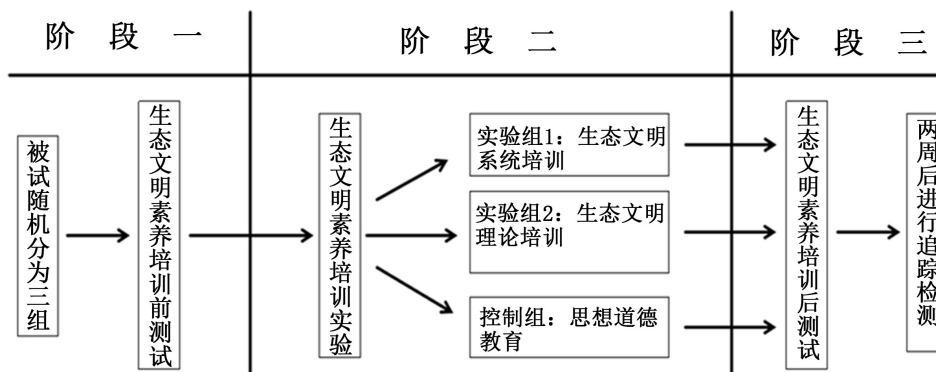 阶 段 一
阶 段 二
阶 段 三
被试随机分为三组
生态文明素养培训前测试
生态文明素养培训实验
实验组1：生态文明
系统培训
实验组2：生态文明
理论培训
控制组：思想道德
教育
生态文明素养培训后测试
两周后进行追踪检测